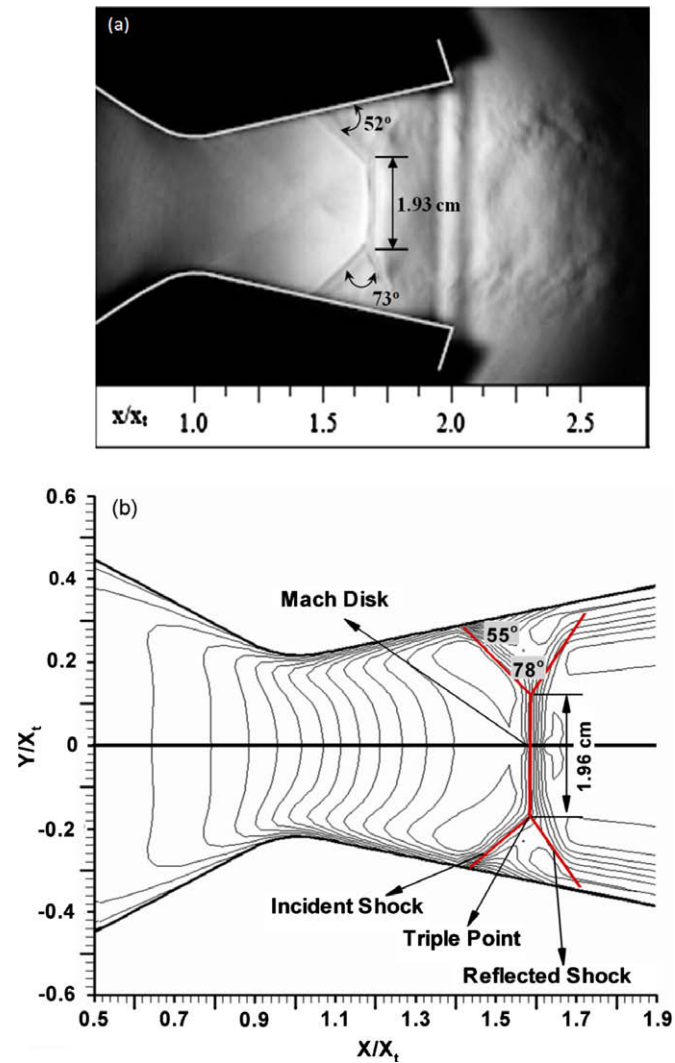 (a)
52°
1.93 cm
73°
x/xt 1.0 1.5 2.0 2.5
(b)
0.6
0.4
0.2
0
-0.2
-0.4
-0.6
Y/Xt
Mach Disk
55°
78°
1.96 cm
Incident Shock
Triple Point
Reflected Shock
0.5 0.7 0.9 1.1 1.3 1.5 1.7 1.9
X/Xt